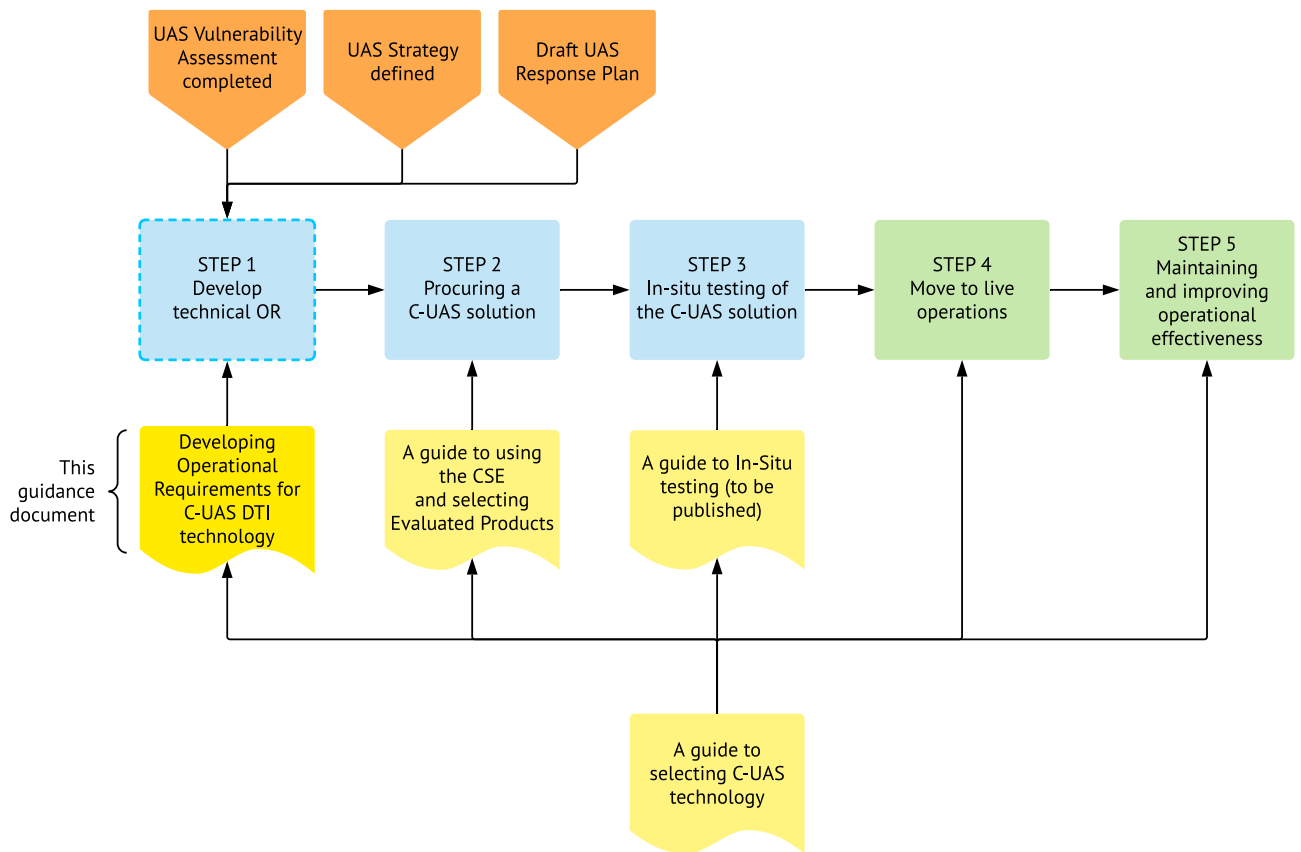 UAS Vulnerability
Assessment
completed
UAS Strategy
defined
Draft UAS
Response Plan
STEP 1
Develop
technical OR
STEP 2
Procuring a
C-UAS solution
STEP 3
In-situ testing of
the C-UAS solution
STEP 4
Move to live
operations
STEP 5
Maintaining
and improving
operational
effectiveness
This
guidance
document
Developing
Operational
Requirements for
C-UAS DTI
technology
A guide to using
the CSE
and selecting
Evaluated Products
A guide to In-Situ
testing (to be
published)
A guide to
selecting C-UAS
technology